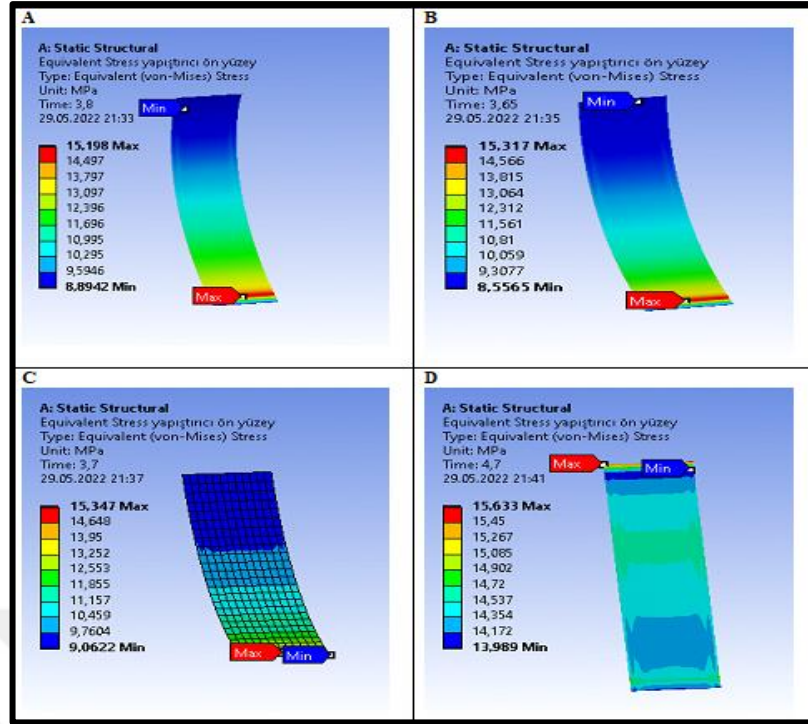 A
A: Static Structural
Equivalent Stress yapıştırıcı ön yüzey
Type: Equivalent (von-Mises) Stress
Unit: MPa
Time: 3,8
29.05.2022 21:33
15,198 Max
14,497
13,797
13,097
12,396
11,696
10,995
10,295
9,5946
8,8942 Min
Min
Max
B
A: Static Structural
Equivalent Stress yapıştırıcı ön yüzey
Type: Equivalent (von-Mises) Stress
Unit: MPa
Time: 3,65
29.05.2022 21:35
15,317 Max
14,566
13,815
13,064
12,312
11,561
10,81
10,059
9,3077
8,5565 Min
Min
Max
C
A: Static Structural
Equivalent Stress yapıştırıcı ön yüzey
Type: Equivalent (von-Mises) Stress
Unit: MPa
Time: 3,7
29.05.2022 21:37
15,347 Max
14,648
13,95
13,252
12,553
11,855
11,157
10,459
9,7604
9,0622 Min
Max
Min
D
A: Static Structural
Equivalent Stress yapıştırıcı ön yüzey
Type: Equivalent (von-Mises) Stress
Unit: MPa
Time: 4,7
29.05.2022 21:41
15,633 Max
15,45
15,267
15,085
14,902
14,72
14,537
14,354
14,172
13,989 Min
Max
Min